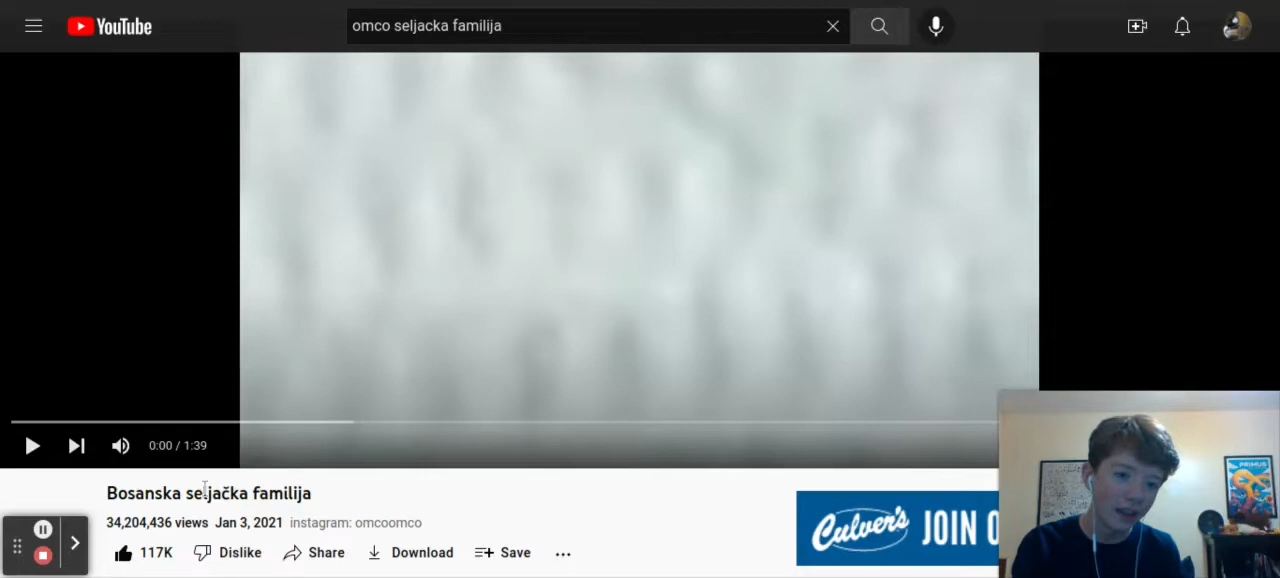 YouTube
omco seljacka familija
0:00 / 1:39
Bosanska seljačka familija
34,204,436 views Jan 3, 2021 instagram: omcoomco
117K Dislike Share Download Save
Culver's JOIN O
PRIMUS